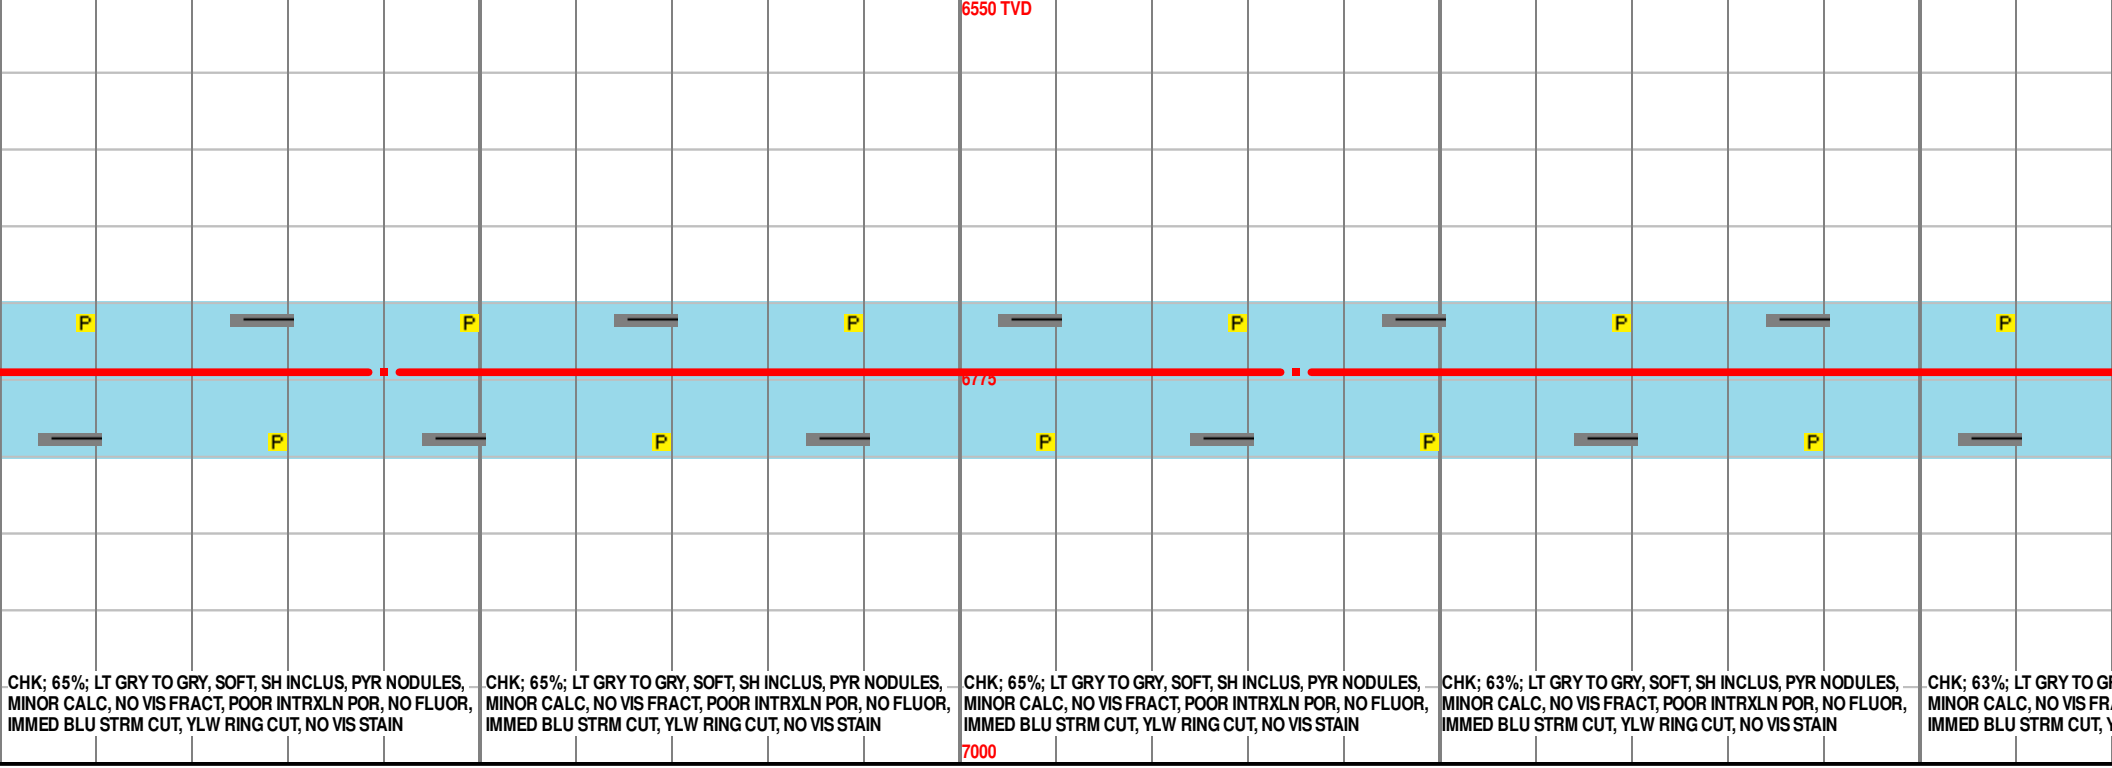 6550 TVD
P P P P P P
6775
P P P P P
CHK; 65%; LT GRY TO GRY, SOFT, SH INCLUS, PYR NODULES,
MINOR CALC, NO VIS FRACT, POOR INTRXLN POR, NO FLUOR,
IMMED BLU STRM CUT, YLW RING CUT, NO VIS STAIN
CHK; 65%; LT GRY TO GRY, SOFT, SH INCLUS, PYR NODULES,
MINOR CALC, NO VIS FRACT, POOR INTRXLN POR, NO FLUOR,
IMMED BLU STRM CUT, YLW RING CUT, NO VIS STAIN
CHK; 65%; LT GRY TO GRY, SOFT, SH INCLUS, PYR NODULES,
MINOR CALC, NO VIS FRACT, POOR INTRXLN POR, NO FLUOR,
IMMED BLU STRM CUT, YLW RING CUT, NO VIS STAIN
CHK; 63%; LT GRY TO GRY, SOFT, SH INCLUS, PYR NODULES,
MINOR CALC, NO VIS FRACT, POOR INTRXLN POR, NO FLUOR,
IMMED BLU STRM CUT, YLW RING CUT, NO VIS STAIN
CHK; 63%; LT GRY TO
MINOR CALC, NO VIS
IMMED BLU STRM CUT,
7000